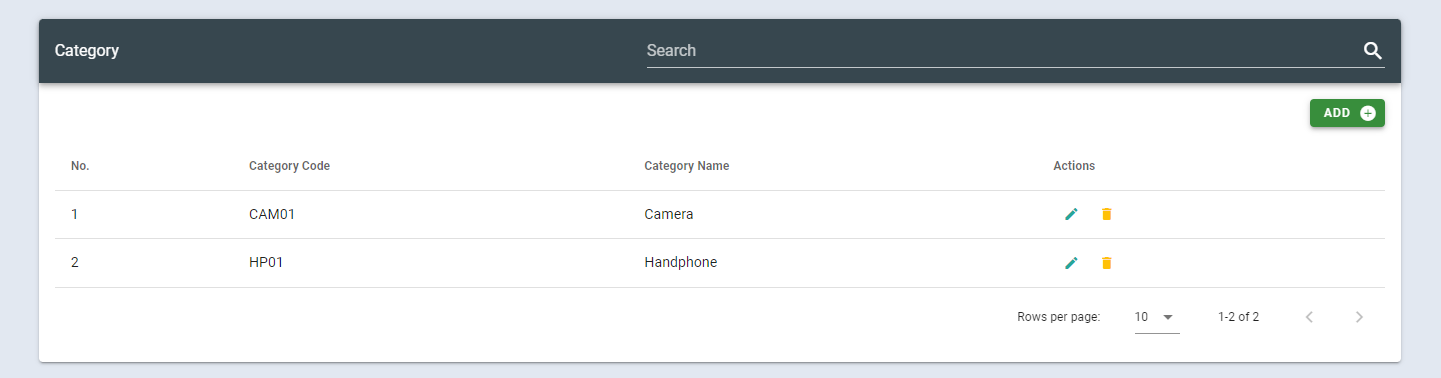 Category Search
ADD
No. Category Code Category Name Actions
1 CAM01 Camera
2 HP01 Handphone
Rows per page: 10 1-2 of 2